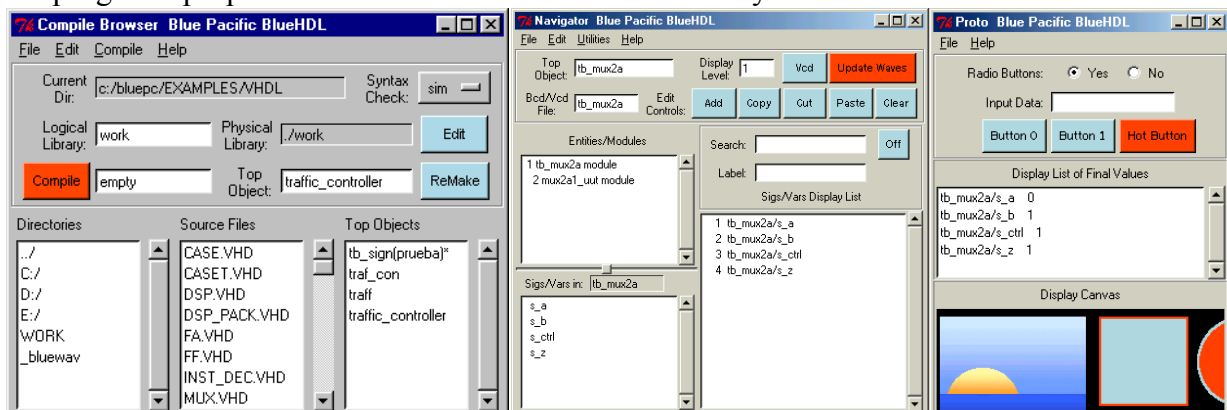 Compile Browser Blue Pacific BlueHDL
File Edit Compile Help
Current Dir: c:/bluepc/EXAMPLES/VHDL Syntax Check: sim
Logical Library: work Physical Library: ./work Edit
Compile empty Top Object: traffic_controller ReMake
Directories Source Files Top Objects
../ CASE.VHD tb_sign(prueba)*
C:/ CASET.VHD traf_con
D:/ DSP.VHD traff
E:/ DSP_PACK.VHD traffic_controller
WORK FA.VHD
_bluewav FF.VHD
INST_DEC.VHD
MUX.VHD
Navigator Blue Pacific BlueHDL
File Edit Utilities Help
Top Object: tb_mux2a Display Level: 1 Vcd Update Waves
Bcd/Vcd File: tb_mux2a Edit Controls: Add Copy Cut Paste Clear
Entities/Modules
1 tb_mux2a module
2 mux2a1_uut module
Search: Off
Label:
Sigs/Vars Display List
1 tb_mux2a/s_a
2 tb_mux2a/s_b
3 tb_mux2a/s_ctrl
4 tb_mux2a/s_z
Sigs/Vars in: tb_mux2a
s_a
s_b
s_ctrl
s_z
Proto Blue Pacific BlueHDL
File Help
Radio Buttons: Yes No
Input Data:
Button 0 Button 1 Hot Button
Display List of Final Values
tb_mux2a/s_a 0
tb_mux2a/s_b 1
tb_mux2a/s_ctrl 1
tb_mux2a/s_z 1
Display Canvas